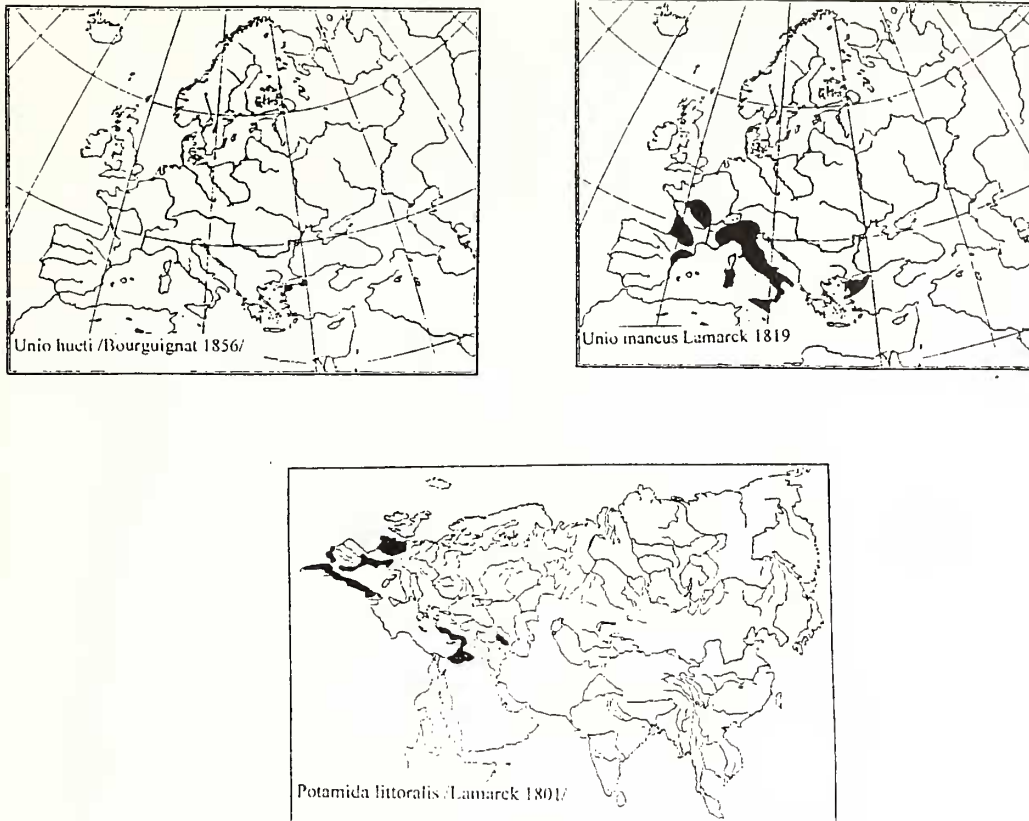 Unio hueti /Bourguignat 1856/
Unio mancus Lamarck 1819
Potamida littoralis /Lamarck 1801/